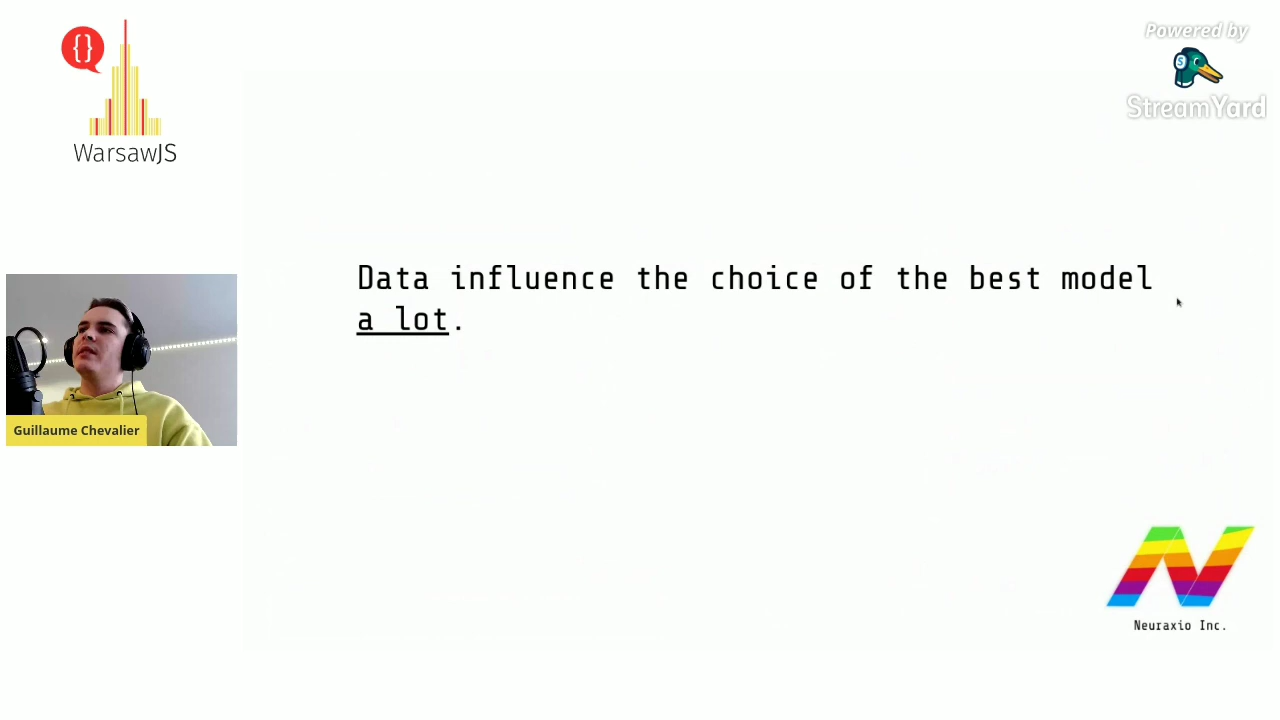 {}
WarsawJS
Powered by
S
StreamYard
Data influence the choice of the best model
a lot.
Guillaume Chevalier
Neuraxio Inc.